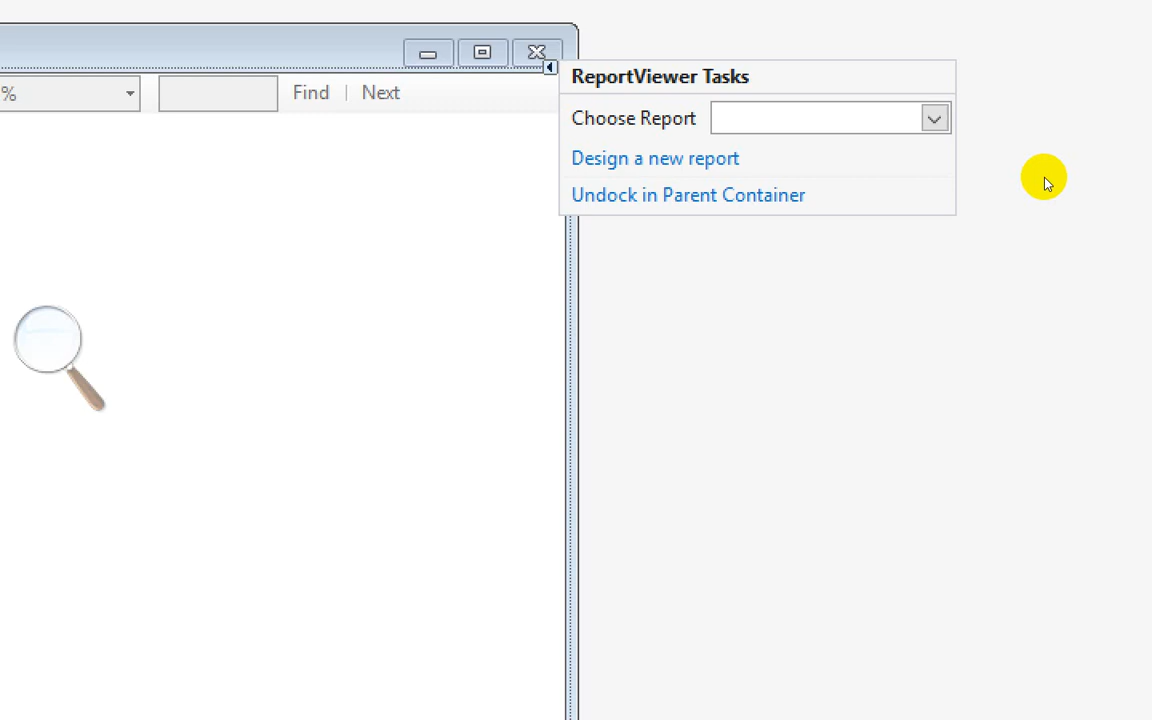 ReportViewer Tasks
% Find | Next
Choose Report
Design a new report
Undock in Parent Container